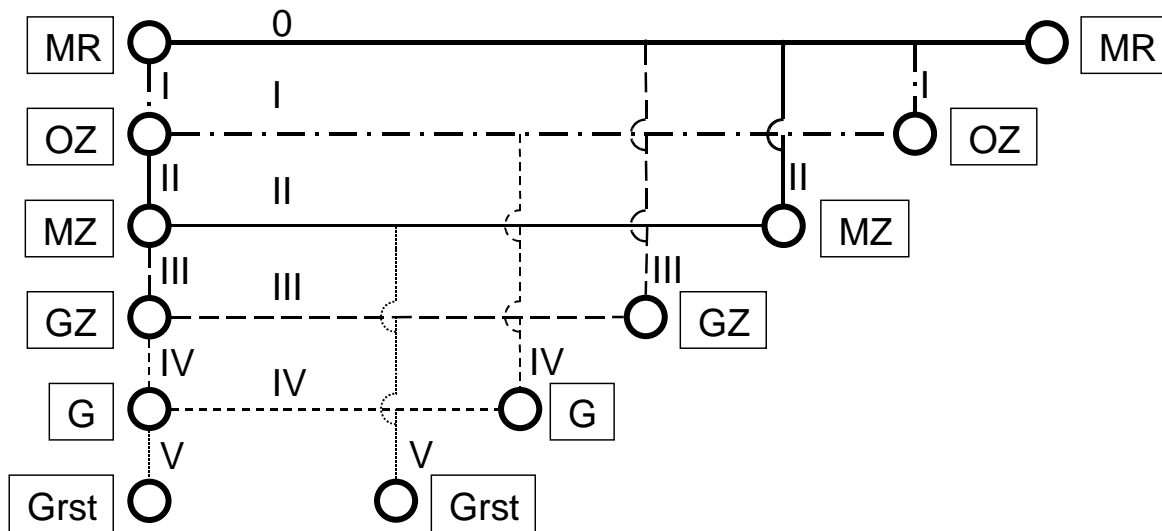 0
MR MR
I I I
OZ OZ
II II II
MZ MZ
III III III
GZ GZ
IV IV IV
G G
V V
Grst Grst